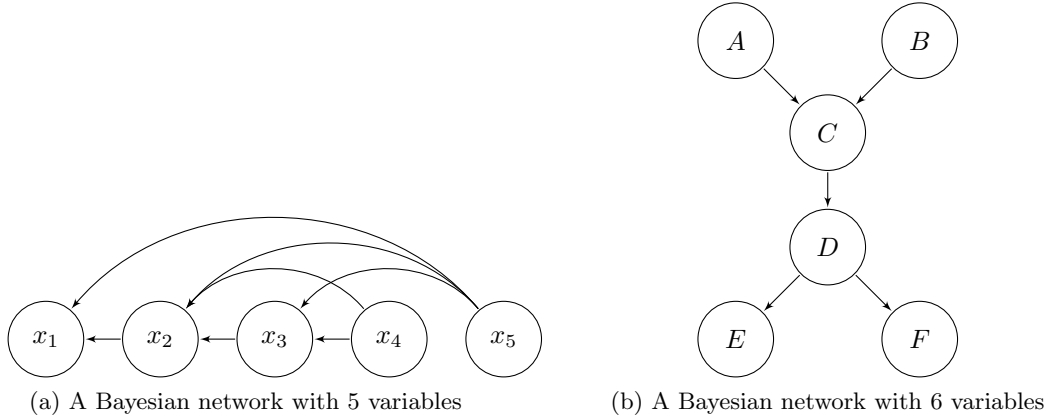 A B
C
D
x₁ x₂ x₃ x₄ x₅ E F
(a) A Bayesian network with 5 variables
(b) A Bayesian network with 6 variables